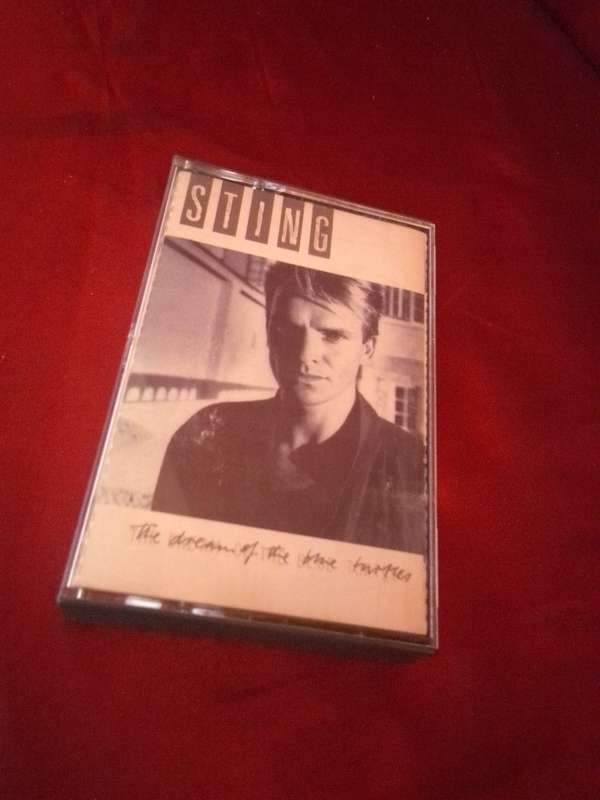 STING
The dream of the blue turtles